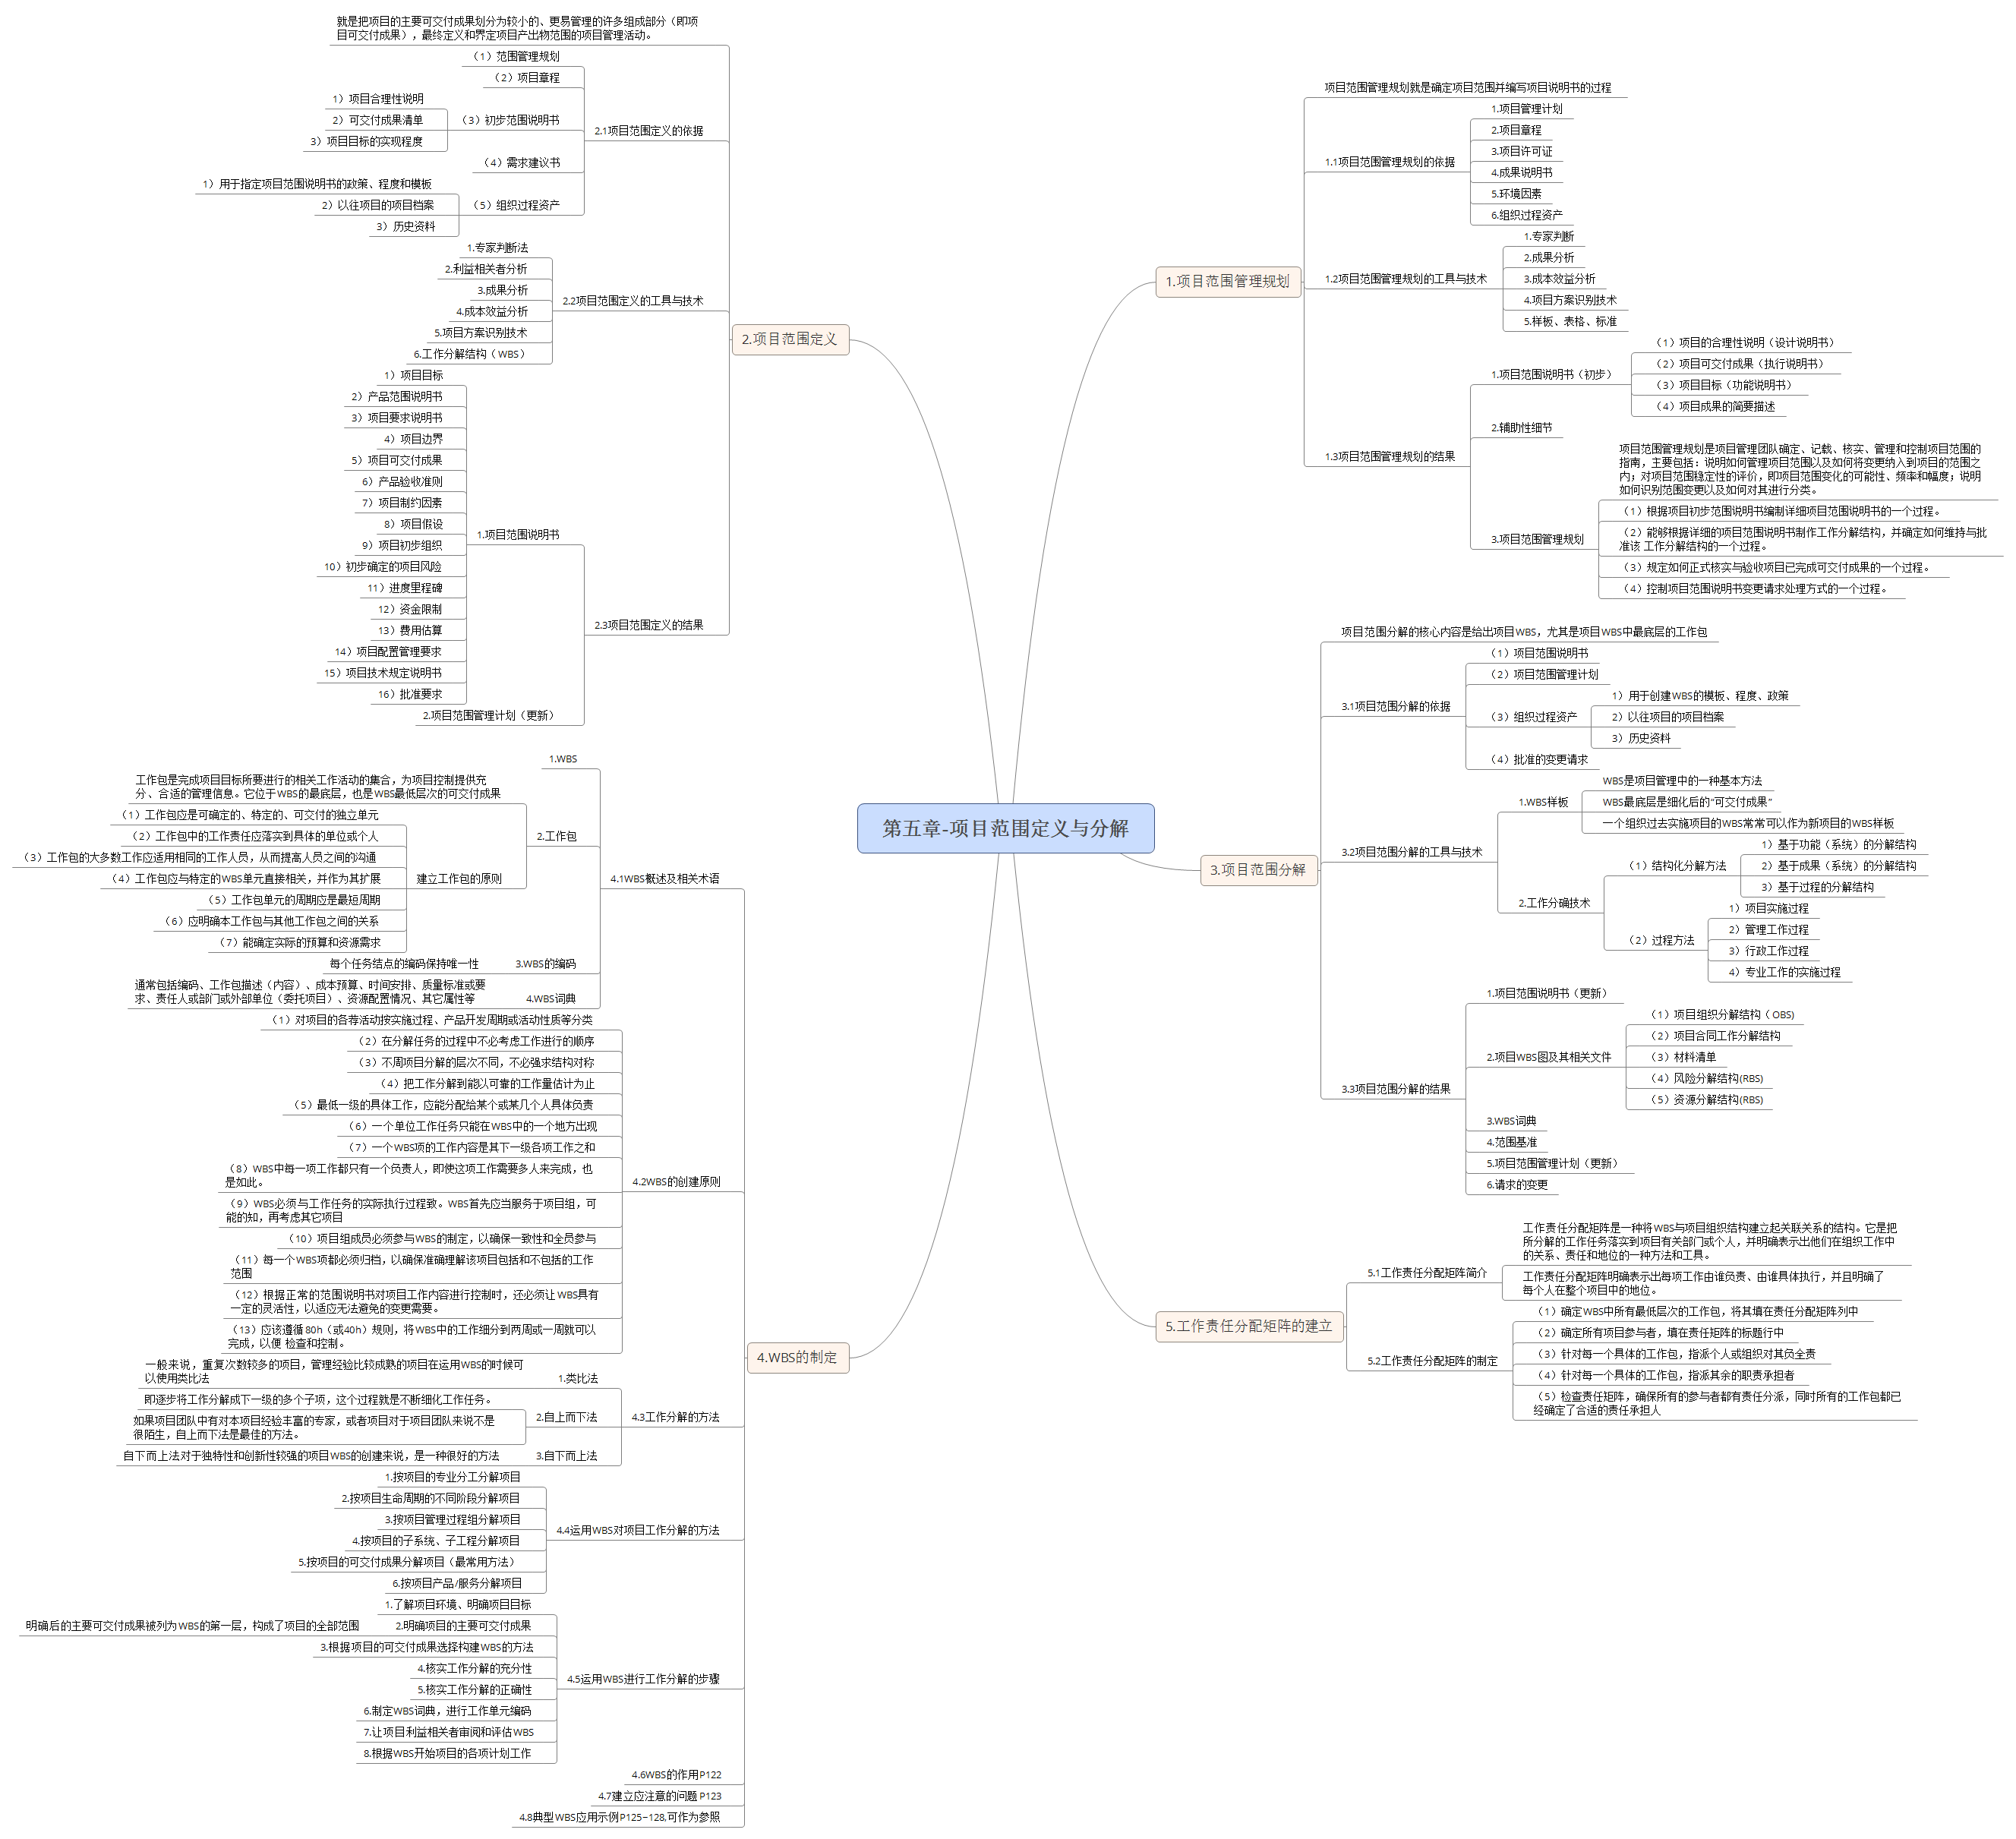 第五章-项目范围定义与分解
1.项目范围管理规划
项目范围管理规划就是确定项目范围并编写项目说明书的过程
1.1项目范围管理规划的依据
1.项目管理计划
2.项目章程
3.项目许可证
4.成果说明书
5.环境因素
6.组织过程资产
1.2项目范围管理规划的工具与技术
1.专家判断
2.成果分析
3.成本效益分析
4.项目方案识别技术
5.样板、表格、标准
1.3项目范围管理规划的结果
1.项目范围说明书（初步）
（1）项目的合理性说明（设计说明书）
（2）项目可交付成果（执行说明书）
（3）项目目标（功能说明书）
（4）项目成果的简要描述
2.辅助性细节
3.项目范围管理规划
项目范围管理规划是项目管理团队确定、记载、核实、管理和控制项目范围的
指南，主要包括：说明如何管理项目范围以及如何将变更纳入到项目的范围之
内；对项目范围稳定性的评价，即项目范围变化的可能性、频率和幅度；说明
如何识别范围变更以及如何对其进行分类。
（1）根据项目初步范围说明书编制详细项目范围说明书的一个过程。
（2）能够根据详细的项目范围说明书制作工作分解结构，并确定如何维持与批
准该 工作分解结构的一个过程。
（3）规定如何正式核实与验收项目已完成可交付成果的一个过程。
（4）控制项目范围说明书变更请求处理方式的一个过程。
2.项目范围定义
就是把项目的主要可交付成果划分为较小的、更易管理的许多组成部分（即项
目可交付成果），最终定义和界定项目产出物范围的项目管理活动。
2.1项目范围定义的依据
（1）范围管理规划
（2）项目章程
（3）初步范围说明书
1）项目合理性说明
2）可交付成果清单
3）项目目标的实现程度
（4）需求建议书
（5）组织过程资产
1）用于指定项目范围说明书的政策、程度和模板
2）以往项目的项目档案
3）历史资料
2.2项目范围定义的工具与技术
1.专家判断法
2.利益相关者分析
3.成果分析
4.成本效益分析
5.项目方案识别技术
6.工作分解结构（WBS）
2.3项目范围定义的结果
1.项目范围说明书
1）项目目标
2）产品范围说明书
3）项目要求说明书
4）项目边界
5）项目可交付成果
6）产品验收准则
7）项目制约因素
8）项目假设
9）项目初步组织
10）初步确定的项目风险
11）进度里程碑
12）资金限制
13）费用估算
14）项目配置管理要求
15）项目技术规定说明书
16）批准要求
2.项目范围管理计划（更新）
3.项目范围分解
项目范围分解的核心内容是给出项目WBS，尤其是项目WBS中最底层的工作包
3.1项目范围分解的依据
（1）项目范围说明书
（2）项目范围管理计划
（3）组织过程资产
1）用于创建WBS的模板、程度、政策
2）以往项目的项目档案
3）历史资料
（4）批准的变更请求
3.2项目范围分解的工具与技术
1.WBS样板
WBS是项目管理中的一种基本方法
WBS最底层是细化后的“可交付成果”
一个组织过去实施项目的WBS常常可以作为新项目的WBS样板
2.工作分确技术
（1）结构化分解方法
1）基于功能（系统）的分解结构
2）基于成果（系统）的分解结构
3）基于过程的分解结构
（2）过程方法
1）项目实施过程
2）管理工作过程
3）行政工作过程
4）专业工作的实施过程
3.3项目范围分解的结果
1.项目范围说明书（更新）
2.项目WBS图及其相关文件
（1）项目组织分解结构（OBS)
（2）项目合同工作分解结构
（3）材料清单
（4）风险分解结构(RBS)
（5）资源分解结构(RBS)
3.WBS词典
4.范围基准
5.项目范围管理计划（更新）
6.请求的变更
4.WBS的制定
4.1WBS概述及相关术语
1.WBS
2.工作包
工作包是完成项目目标所要进行的相关工作活动的集合，为项目控制提供充
分、合适的管理信息。它位于WBS的最底层，也是WBS最低层次的可交付成果
建立工作包的原则
（1）工作包应是可确定的、特定的、可交付的独立单元
（2）工作包中的工作责任应落实到具体的单位或个人
（3）工作包的大多数工作应适用相同的工作人员，从而提高人员之间的沟通
（4）工作包应与特定的WBS单元直接相关，并作为其扩展
（5）工作包单元的周期应是最短周期
（6）应明确本工作包与其他工作包之间的关系
（7）能确定实际的预算和资源需求
3.WBS的编码
每个任务结点的编码保持唯一性
4.WBS词典
通常包括编码、工作包描述（内容）、成本预算、时间安排、质量标准或要
求、责任人或部门或外部单位（委托项目）、资源配置情况、其它属性等
4.2WBS的创建原则
（1）对项目的各荐活动按实施过程、产品开发周期或活动性质等分类
（2）在分解任务的过程中不必考虑工作进行的顺序
（3）不周项目分解的层次不同，不必强求结构对称
（4）把工作分解到能以可靠的工作量估计为止
（5）最低一级的具体工作，应能分配给某个或某几个人具体负责
（6）一个单位工作任务只能在WBS中的一个地方出现
（7）一个WBS项的工作内容是其下一级各项工作之和
（8）WBS中每一项工作都只有一个负责人，即使这项工作需要多人来完成，也
是如此。
（9）WBS必须与工作任务的实际执行过程致。WBS首先应当服务于项目组，可
能的知，再考虑其它项目
（10）项目组成员必须参与WBS的制定，以确保一致性和全员参与
（11）每一个WBS项都必须归档，以确保准确理解该项目包括和不包括的工作
范围
（12）根据正常的范围说明书对项目工作内容进行控制时，还必须让WBS具有
一定的灵活性，以适应无法避免的变更需要。
（13）应该遵循80h（或40h）规则，将WBS中的工作细分到两周或一周就可以
完成，以便 检查和控制。
4.3工作分解的方法
1.类比法
一般来说，重复次数较多的项目，管理经验比较成熟的项目在运用WBS的时候可
以使用类比法
2.自上而下法
即逐步将工作分解成下一级的多个子项，这个过程就是不断细化工作任务。
如果项目团队中有对本项目经验丰富的专家，或者项目对于项目团队来说不是
很陌生，自上而下法是最佳的方法。
3.自下而上法
自下而上法对于独特性和创新性较强的项目WBS的创建来说，是一种很好的方法
4.4运用WBS对项目工作分解的方法
1.按项目的专业分工分解项目
2.按项目生命周期的不同阶段分解项目
3.按项目管理过程组分解项目
4.按项目的子系统、子工程分解项目
5.按项目的可交付成果分解项目（最常用方法）
6.按项目产品/服务分解项目
4.5运用WBS进行工作分解的步骤
1.了解项目环境、明确项目目标
2.明确项目的主要可交付成果
明确后的主要可交付成果被列为WBS的第一层，构成了项目的全部范围
3.根据项目的可交付成果选择构建WBS的方法
4.核实工作分解的充分性
5.核实工作分解的正确性
6.制定WBS词典，进行工作单元编码
7.让项目利益相关者审阅和评估WBS
8.根据WBS开始项目的各项计划工作
4.6WBS的作用P122
4.7建立应注意的问题P123
4.8典型WBS应用示例P125-128,可作为参照
5.工作责任分配矩阵的建立
5.1工作责任分配矩阵简介
工作责任分配矩阵是一种将WBS与项目组织结构建立起关联关系的结构。它是把
所分解的工作任务落实到项目有关部门或个人，并明确表示出他们在组织工作中
的关系、责任和地位的一种方法和工具。
工作责任分配矩阵明确表示出每项工作由谁负责、由谁具体执行，并且明确了
每个人在整个项目中的地位。
5.2工作责任分配矩阵的制定
（1）确定WBS中所有最低层次的工作包，将其填在责任分配矩阵列中
（2）确定所有项目参与者，填在责任矩阵的标题行中
（3）针对每一个具体的工作包，指派个人或组织对其负全责
（4）针对每一个具体的工作包，指派其余的职责承担者
（5）检查责任矩阵，确保所有的参与者都有责任分派，同时所有的工作包都已
经确定了合适的责任承担人